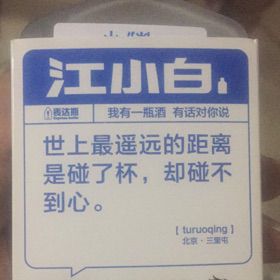 江小白
表达瓶 我有一瓶酒 有话对你说
世上最遥远的距离
是碰了杯，却碰不
到心。
[ turuoqing ]
北京·三里屯